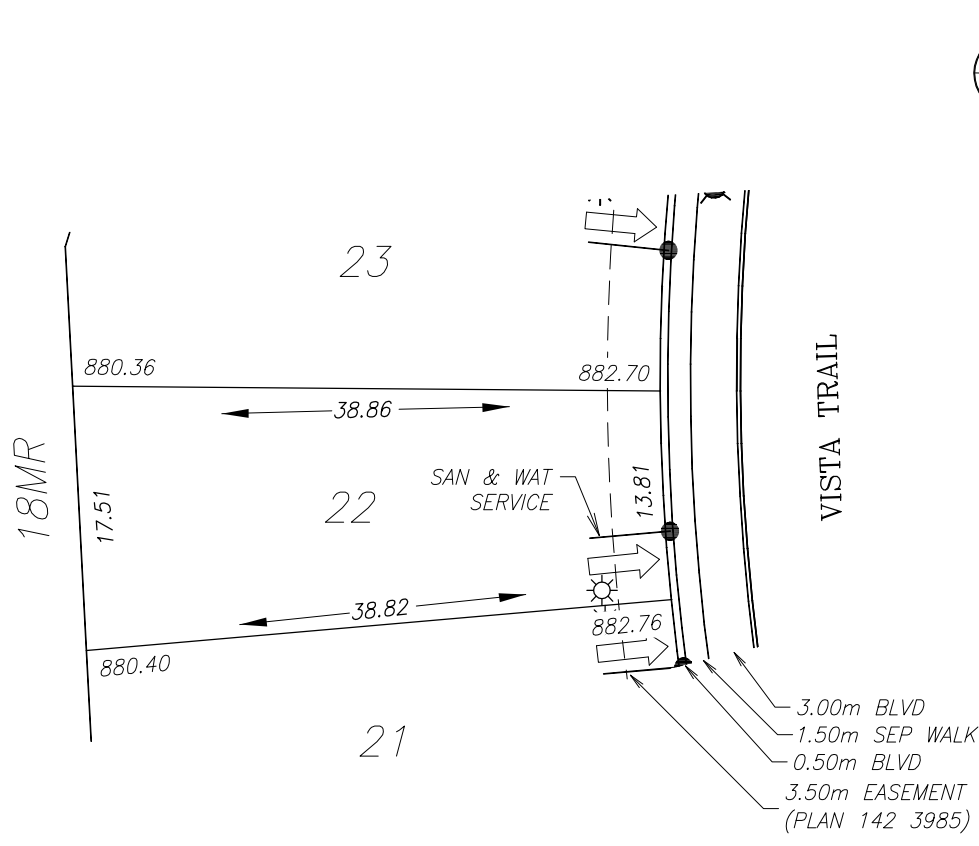 23
880.36
882.70
38.86
18MR
17.51
22
SAN & WAT
SERVICE
13.81
VISTA TRAIL
38.82
882.76
880.40
21
3.00m BLVD
1.50m SEP WALK
0.50m BLVD
3.50m EASEMENT
(PLAN 142 3985)